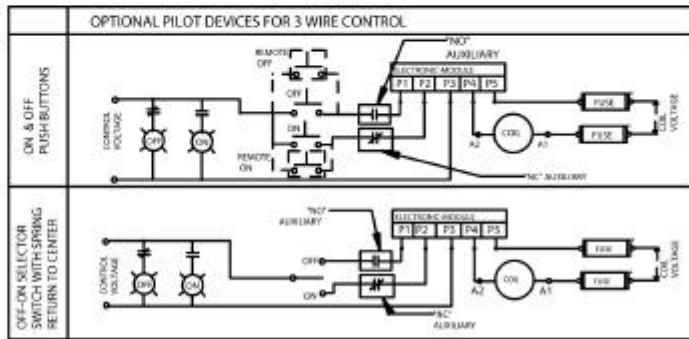 OPTIONAL PILOT DEVICES FOR 3 WIRE CONTROL
ON & OFF
PUSH BUTTONS
CONTROL
VOLTAGE
OFF
ON
REMOTE
OFF
OFF
ON
REMOTE
ON
"NO"
AUXILIARY
ELECTRONIC MODULE
P1 P2 P3 P4 P5
A2
COIL
A1
FUSE
FUSE
COIL
VOLTAGE
"NC" AUXILIARY
OFF-ON SELECTOR
SWITCH WITH SPRING
RETURN TO CENTER
CONTROL
VOLTAGE
OFF
ON
"NO"
AUXILIARY
OFF
ON
ELECTRONIC MODULE
P1 P2 P3 P4 P5
A2
COIL
A1
FUSE
FUSE
COIL
VOLTAGE
"NC"
AUXILIARY